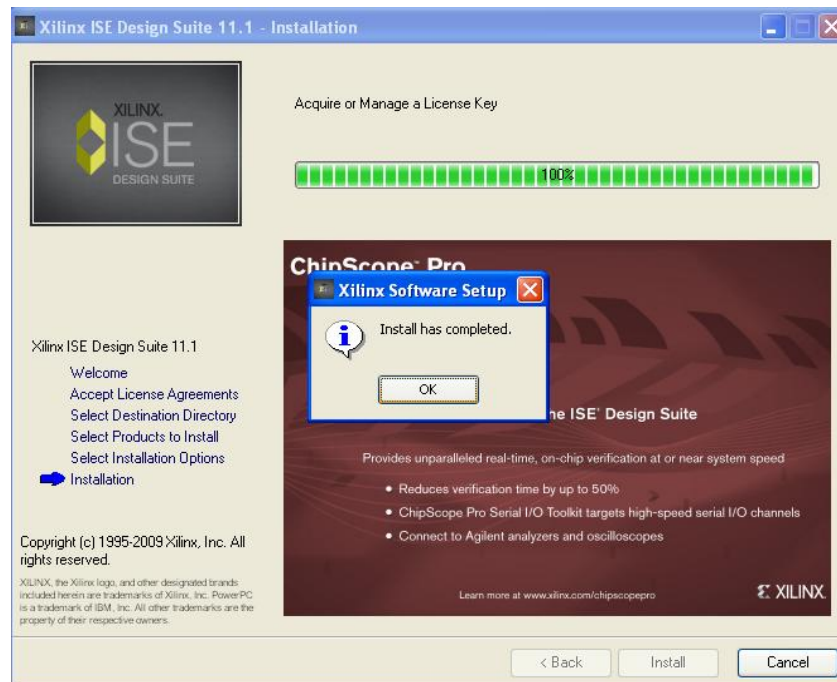 Xilinx ISE Design Suite 11.1 - Installation
XILINX
ISE
DESIGN SUITE
Acquire or Manage a License Key
100%
ChipScope™ Pro
Xilinx Software Setup
Install has completed.
OK
he ISE® Design Suite
Provides unparalleled real-time, on-chip verification at or near system speed
• Reduces verification time by up to 50%
• ChipScope Pro Serial I/O Toolkit targets high-speed serial I/O channels
• Connect to Agilent analyzers and oscilloscopes
Learn more at www.xilinx.com/chipscopepro
XILINX
Xilinx ISE Design Suite 11.1
Welcome
Accept License Agreements
Select Destination Directory
Select Products to Install
Select Installation Options
Installation
Copyright (c) 1995-2009 Xilinx, Inc. All
rights reserved.
XILINX, the Xilinx logo, and other designated brands
included herein are trademarks of Xilinx, Inc. PowerPC
is a trademark of IBM, Inc. All other trademarks are the
property of their respective owners.
< Back
Install
Cancel